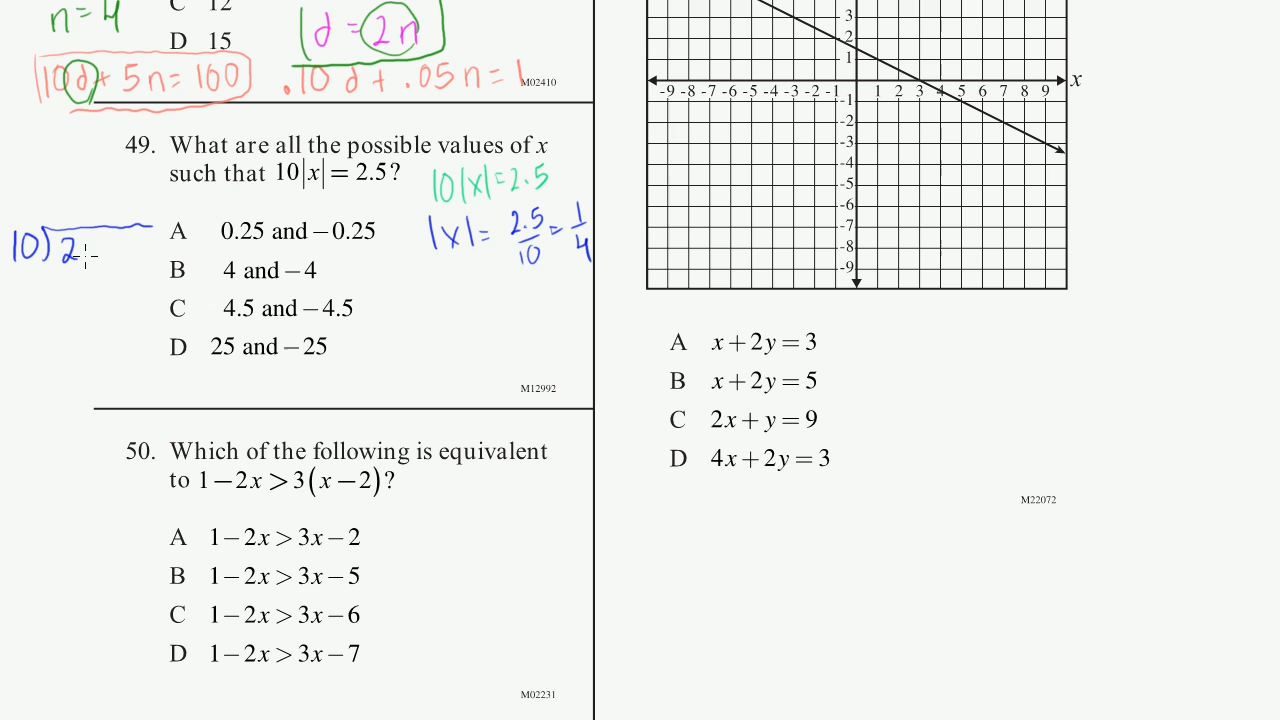 n = 4
C 12
D 15
d = 2n
10d + 5n = 100
.10d + .05n = 1
M02410
49. What are all the possible values of x
such that 10|x| = 2.5?
10|x| = 2.5
|x| = 2.5/10 = 1/4
10)2
A 0.25 and −0.25
B 4 and −4
C 4.5 and −4.5
D 25 and −25
M12992
50. Which of the following is equivalent
to 1−2x > 3(x−2)?
A 1−2x > 3x−2
B 1−2x > 3x−5
C 1−2x > 3x−6
D 1−2x > 3x−7
M02231
3
2
1
-9 -8 -7 -6 -5 -4 -3 -2 -1 1 2 3 4 5 6 7 8 9 x
-1
-2
-3
-4
-5
-6
-7
-8
-9
A x+2y=3
B x+2y=5
C 2x+y=9
D 4x+2y=3
M22072